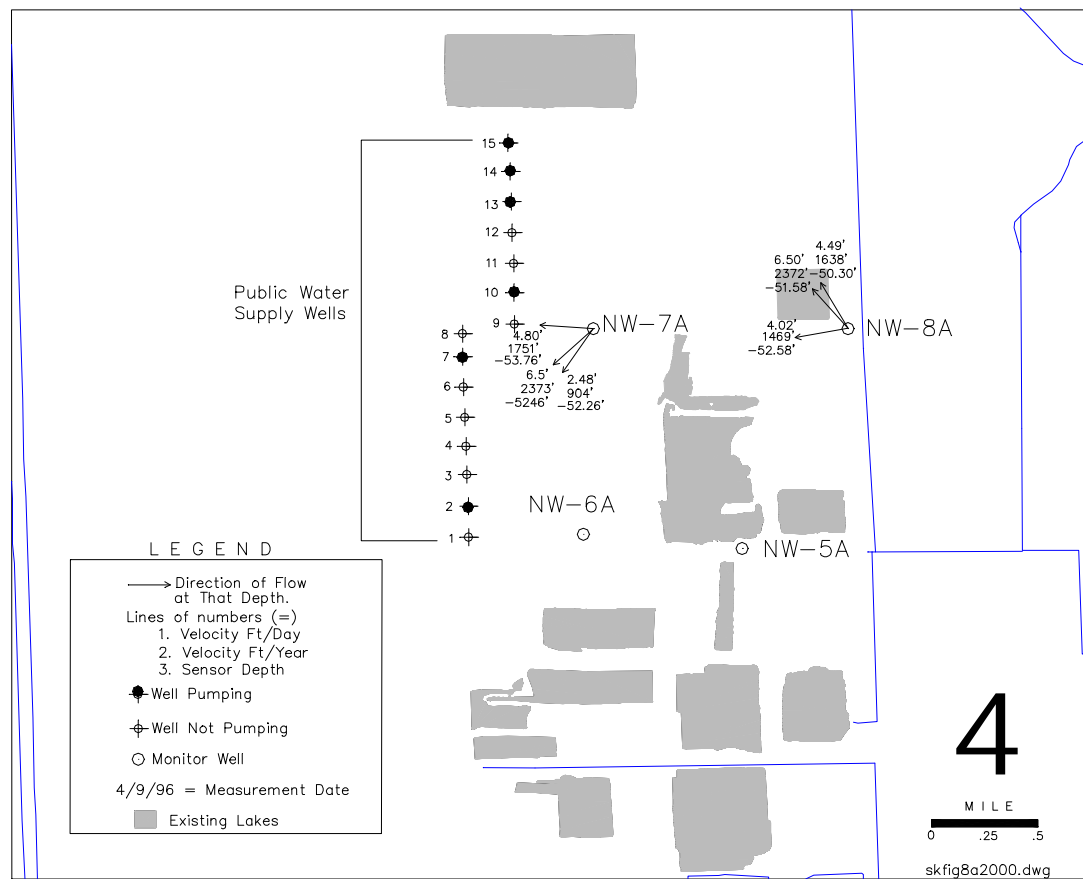 15
14
13
12
11
10
9
8
7
6
5
4
3
2
1
Public Water
Supply Wells
NW-7A
4.80'
1751'
-53.76'
6.5'
2373'
-5246'
2.48'
904'
-52.26'
4.49'
1638'
-50.30'
6.50'
2372'
-51.58'
4.02'
1469'
-52.58'
NW-8A
NW-6A
NW-5A
LEGEND
Direction of Flow
at That Depth.
Lines of numbers (=)
1. Velocity Ft/Day
2. Velocity Ft/Year
3. Sensor Depth
Well Pumping
Well Not Pumping
Monitor Well
4/9/96 = Measurement Date
Existing Lakes
4
MILE
0 .25 .5
skfig8a2000.dwg